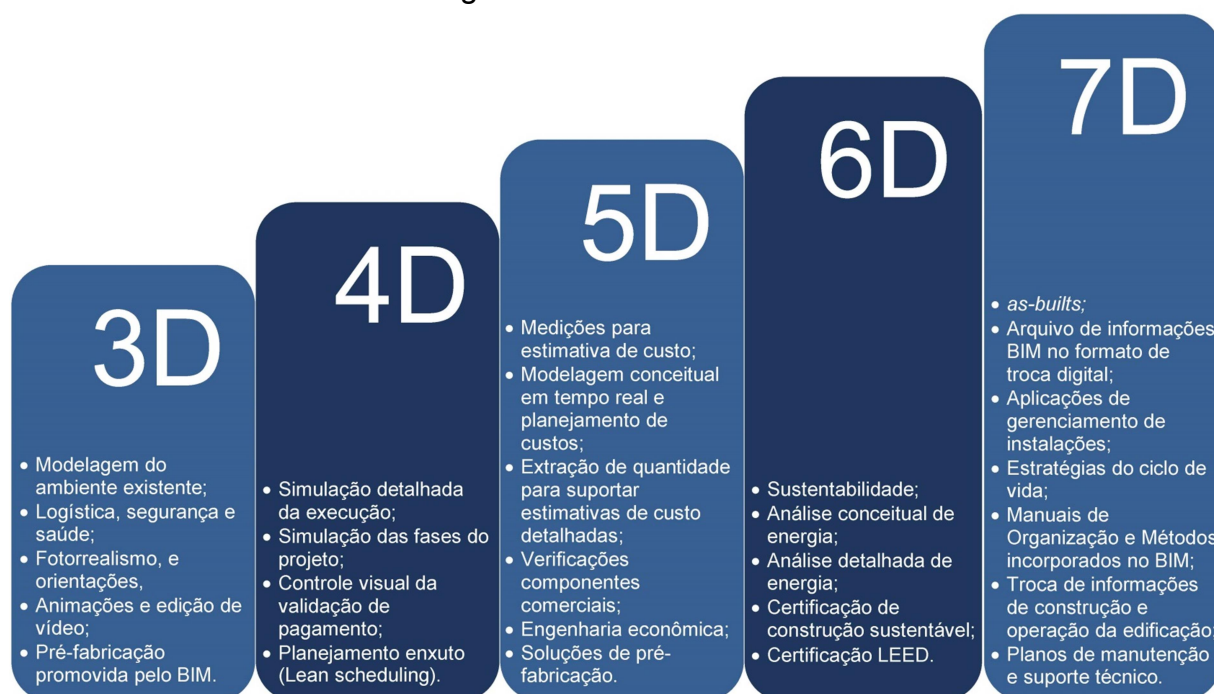 3D
• Modelagem do
ambiente existente;
• Logística, segurança e
saúde;
• Fotorrealismo, e
orientações,
• Animações e edição de
vídeo;
• Pré-fabricação
promovida pelo BIM.
4D
• Simulação detalhada
da execução;
• Simulação das fases do
projeto;
• Controle visual da
validação de
pagamento;
• Planejamento enxuto
(Lean scheduling).
5D
• Medições para
estimativa de custo;
• Modelagem conceitual
em tempo real e
planejamento de
custos;
• Extração de quantidade
para suportar
estimativas de custo
detalhadas;
• Verificações
componentes
comerciais;
• Engenharia econômica;
• Soluções de pré-
fabricação.
6D
• Sustentabilidade;
• Análise conceitual de
energia;
• Análise detalhada de
energia;
• Certificação de
construção sustentável;
• Certificação LEED.
7D
• as-builts;
• Arquivo de informações
BIM no formato de
troca digital;
• Aplicações de
gerenciamento de
instalações;
• Estratégias do ciclo de
vida;
• Manuais de
Organização e Métodos
incorporados no BIM;
• Troca de informações
de construção e
operação da edificação;
• Planos de manutenção
e suporte técnico.